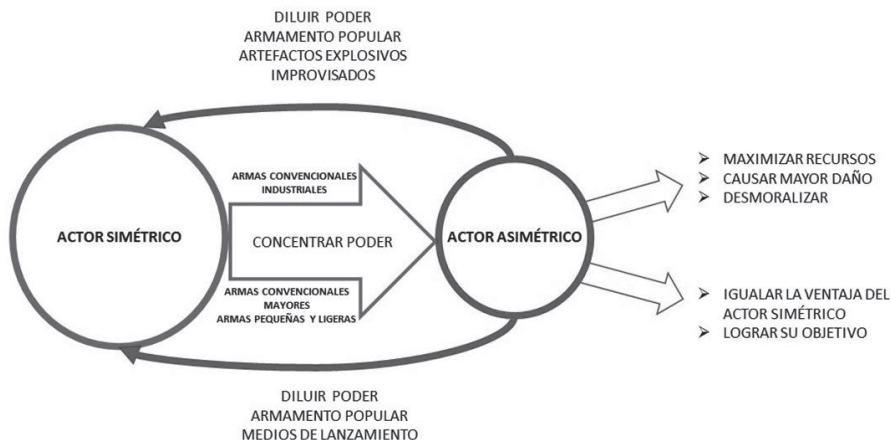 DILUIR PODER
ARMAMENTO POPULAR
ARTEFACTOS EXPLOSIVOS
IMPROVISADOS
ACTOR SIMÉTRICO
ARMAS CONVENCIONALES
INDUSTRIALES
CONCENTRAR PODER
ARMAS CONVENCIONALES
MAYORES
ARMAS PEQUEÑAS Y LIGERAS
ACTOR ASIMÉTRICO
MAXIMIZAR RECURSOS
CAUSAR MAYOR DAÑO
DESMORALIZAR
IGUALAR LA VENTAJA DEL
ACTOR SIMÉTRICO
LOGRAR SU OBJETIVO
DILUIR PODER
ARMAMENTO POPULAR
MEDIOS DE LANZAMIENTO